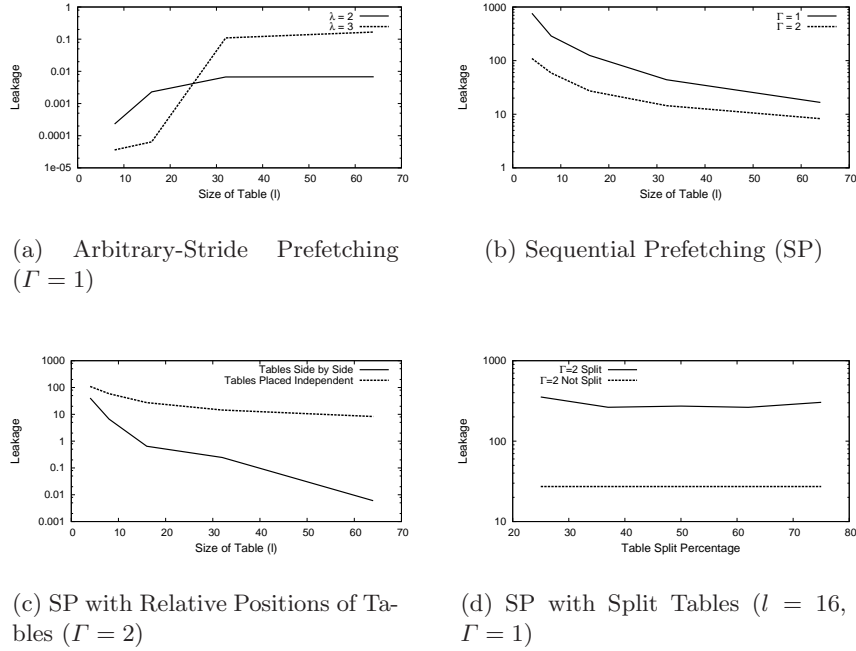 1
0.1
0.01
0.001
0.0001
1e-05
0 10 20 30 40 50 60 70
Leakage
Size of Table (l)
λ = 2
λ = 3
(a) Arbitrary-Stride Prefetching
(Γ = 1)
1000
100
10
1
0 10 20 30 40 50 60 70
Leakage
Size of Table (l)
Γ = 1
Γ = 2
(b) Sequential Prefetching (SP)
1000
100
10
1
0.1
0.01
0.001
0 10 20 30 40 50 60 70
Leakage
Size of Table (l)
Tables Side by Side
Tables Placed Independent
(c) SP with Relative Positions of Ta-
bles (Γ = 2)
1000
100
10
20 30 40 50 60 70 80
Leakage
Table Split Percentage
Γ=2 Split
Γ=2 Not Split
(d) SP with Split Tables (l = 16,
Γ = 1)